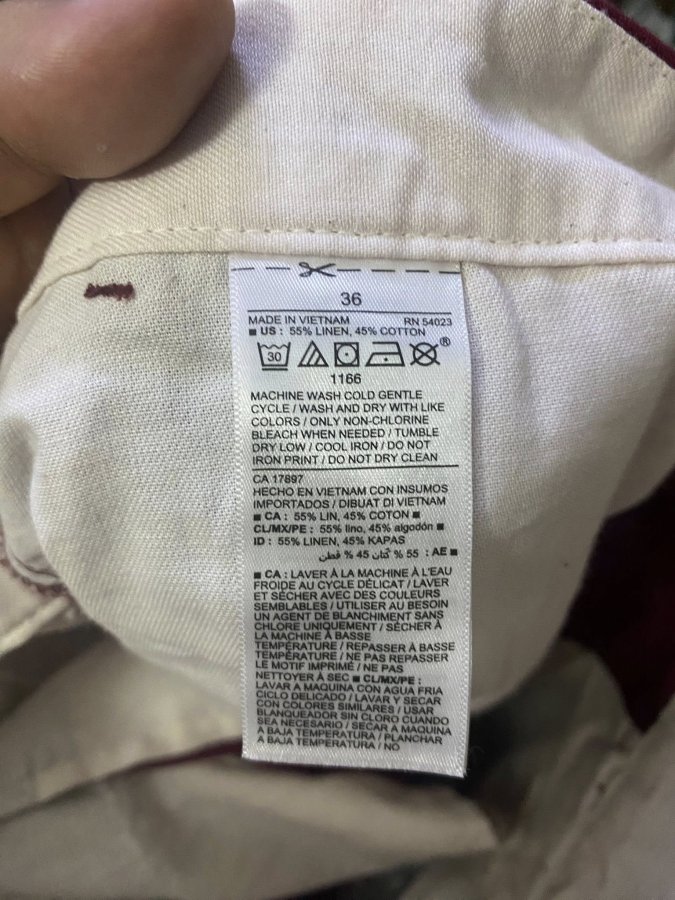 36
MADE IN VIETNAM RN 54023
■ US : 55% LINEN, 45% COTTON
30 ®
1166
MACHINE WASH COLD GENTLE
CYCLE / WASH AND DRY WITH LIKE
COLORS / ONLY NON-CHLORINE
BLEACH WHEN NEEDED / TUMBLE
DRY LOW / COOL IRON / DO NOT
IRON PRINT / DO NOT DRY CLEAN
CA 17897
HECHO EN VIETNAM CON INSUMOS
IMPORTADOS / DIBUAT DI VIETNAM
■ CA : 55% LIN, 45% COTON ■
CL/MX/PE : 55% lino, 45% algodón ■
ID : 55% LINEN, 45% KAPAS
■ AE : 55 % كتان 45 % قطن
■ CA : LAVER À LA MACHINE À L'EAU
FROIDE AU CYCLE DÉLICAT / LAVER
ET SÉCHER AVEC DES COULEURS
SEMBLABLES / UTILISER AU BESOIN
UN AGENT DE BLANCHIMENT SANS
CHLORE UNIQUEMENT / SÉCHER À
LA MACHINE À BASSE
TEMPÉRATURE / REPASSER À BASSE
TEMPÉRATURE / NE PAS REPASSER
LE MOTIF IMPRIMÉ / NE PAS
NETTOYER À SEC ■ CL/MX/PE :
LAVAR A MAQUINA CON AGUA FRIA
CICLO DELICADO / LAVAR Y SECAR
CON COLORES SIMILARES / USAR
BLANQUEADOR SIN CLORO CUANDO
SEA NECESARIO / SECAR A MAQUINA
A BAJA TEMPERATURA / PLANCHAR
A BAJA TEMPERATURA / NO